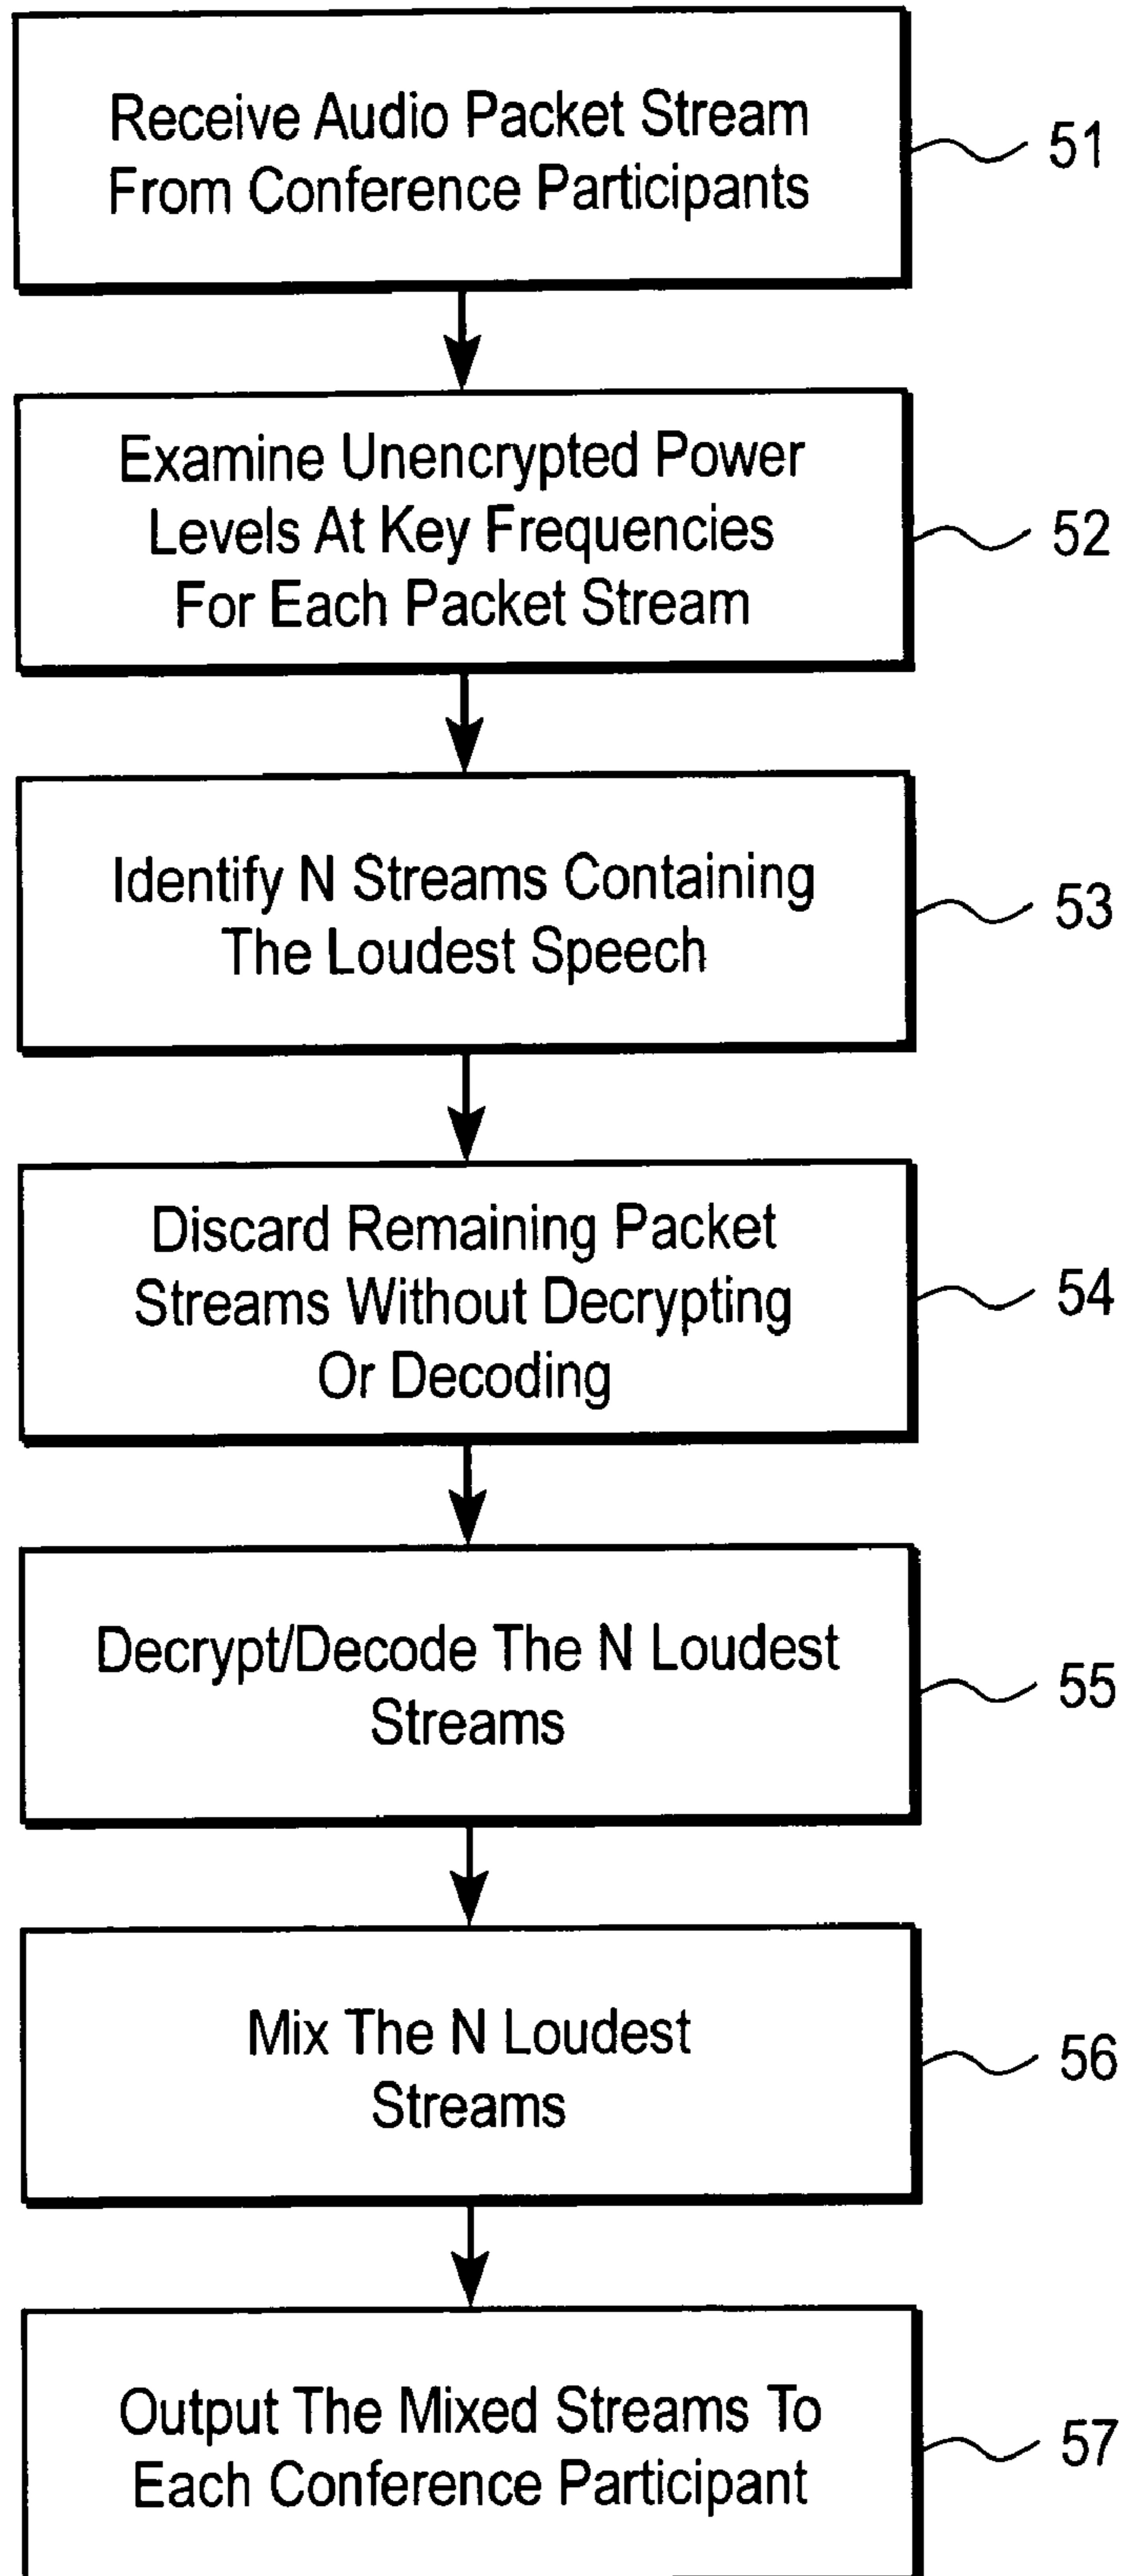 Receive Audio Packet Stream
From Conference Participants
51
Examine Unencrypted Power
Levels At Key Frequencies
For Each Packet Stream
52
Identify N Streams Containing
The Loudest Speech
53
Discard Remaining Packet
Streams Without Decrypting
Or Decoding
54
Decrypt/Decode The N Loudest
Streams
55
Mix The N Loudest
Streams
56
Output The Mixed Streams To
Each Conference Participant
57